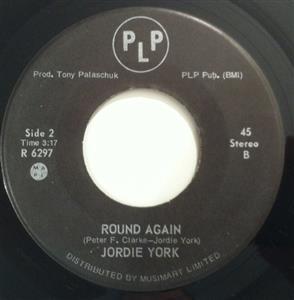 PLP
Prod. Tony Palaschuk
PLP Pub. (BMI)
Side 2
Time 3:17
R 6297
45
Stereo
B
ROUND AGAIN
(Peter F. Clarke—Jordie York)
JORDIE YORK
DISTRIBUTED BY MUSIMART LIMITED